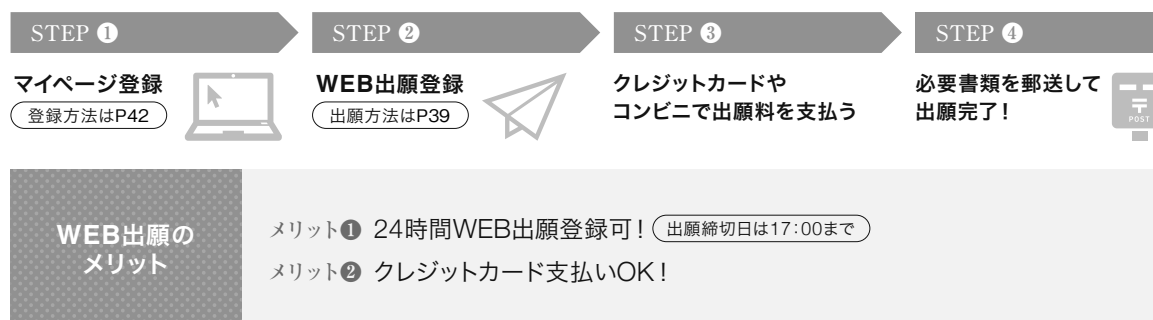 STEP ❶
STEP ❷
STEP ❸
STEP ❹
マイページ登録
登録方法はP42
WEB出願登録
出願方法はP39
クレジットカードや
コンビニで出願料を支払う
必要書類を郵送して
出願完了！
〒
POST
WEB出願の
メリット
メリット❶ 24時間WEB出願登録可！ 出願締切日は17：00まで
メリット❷ クレジットカード支払いOK！